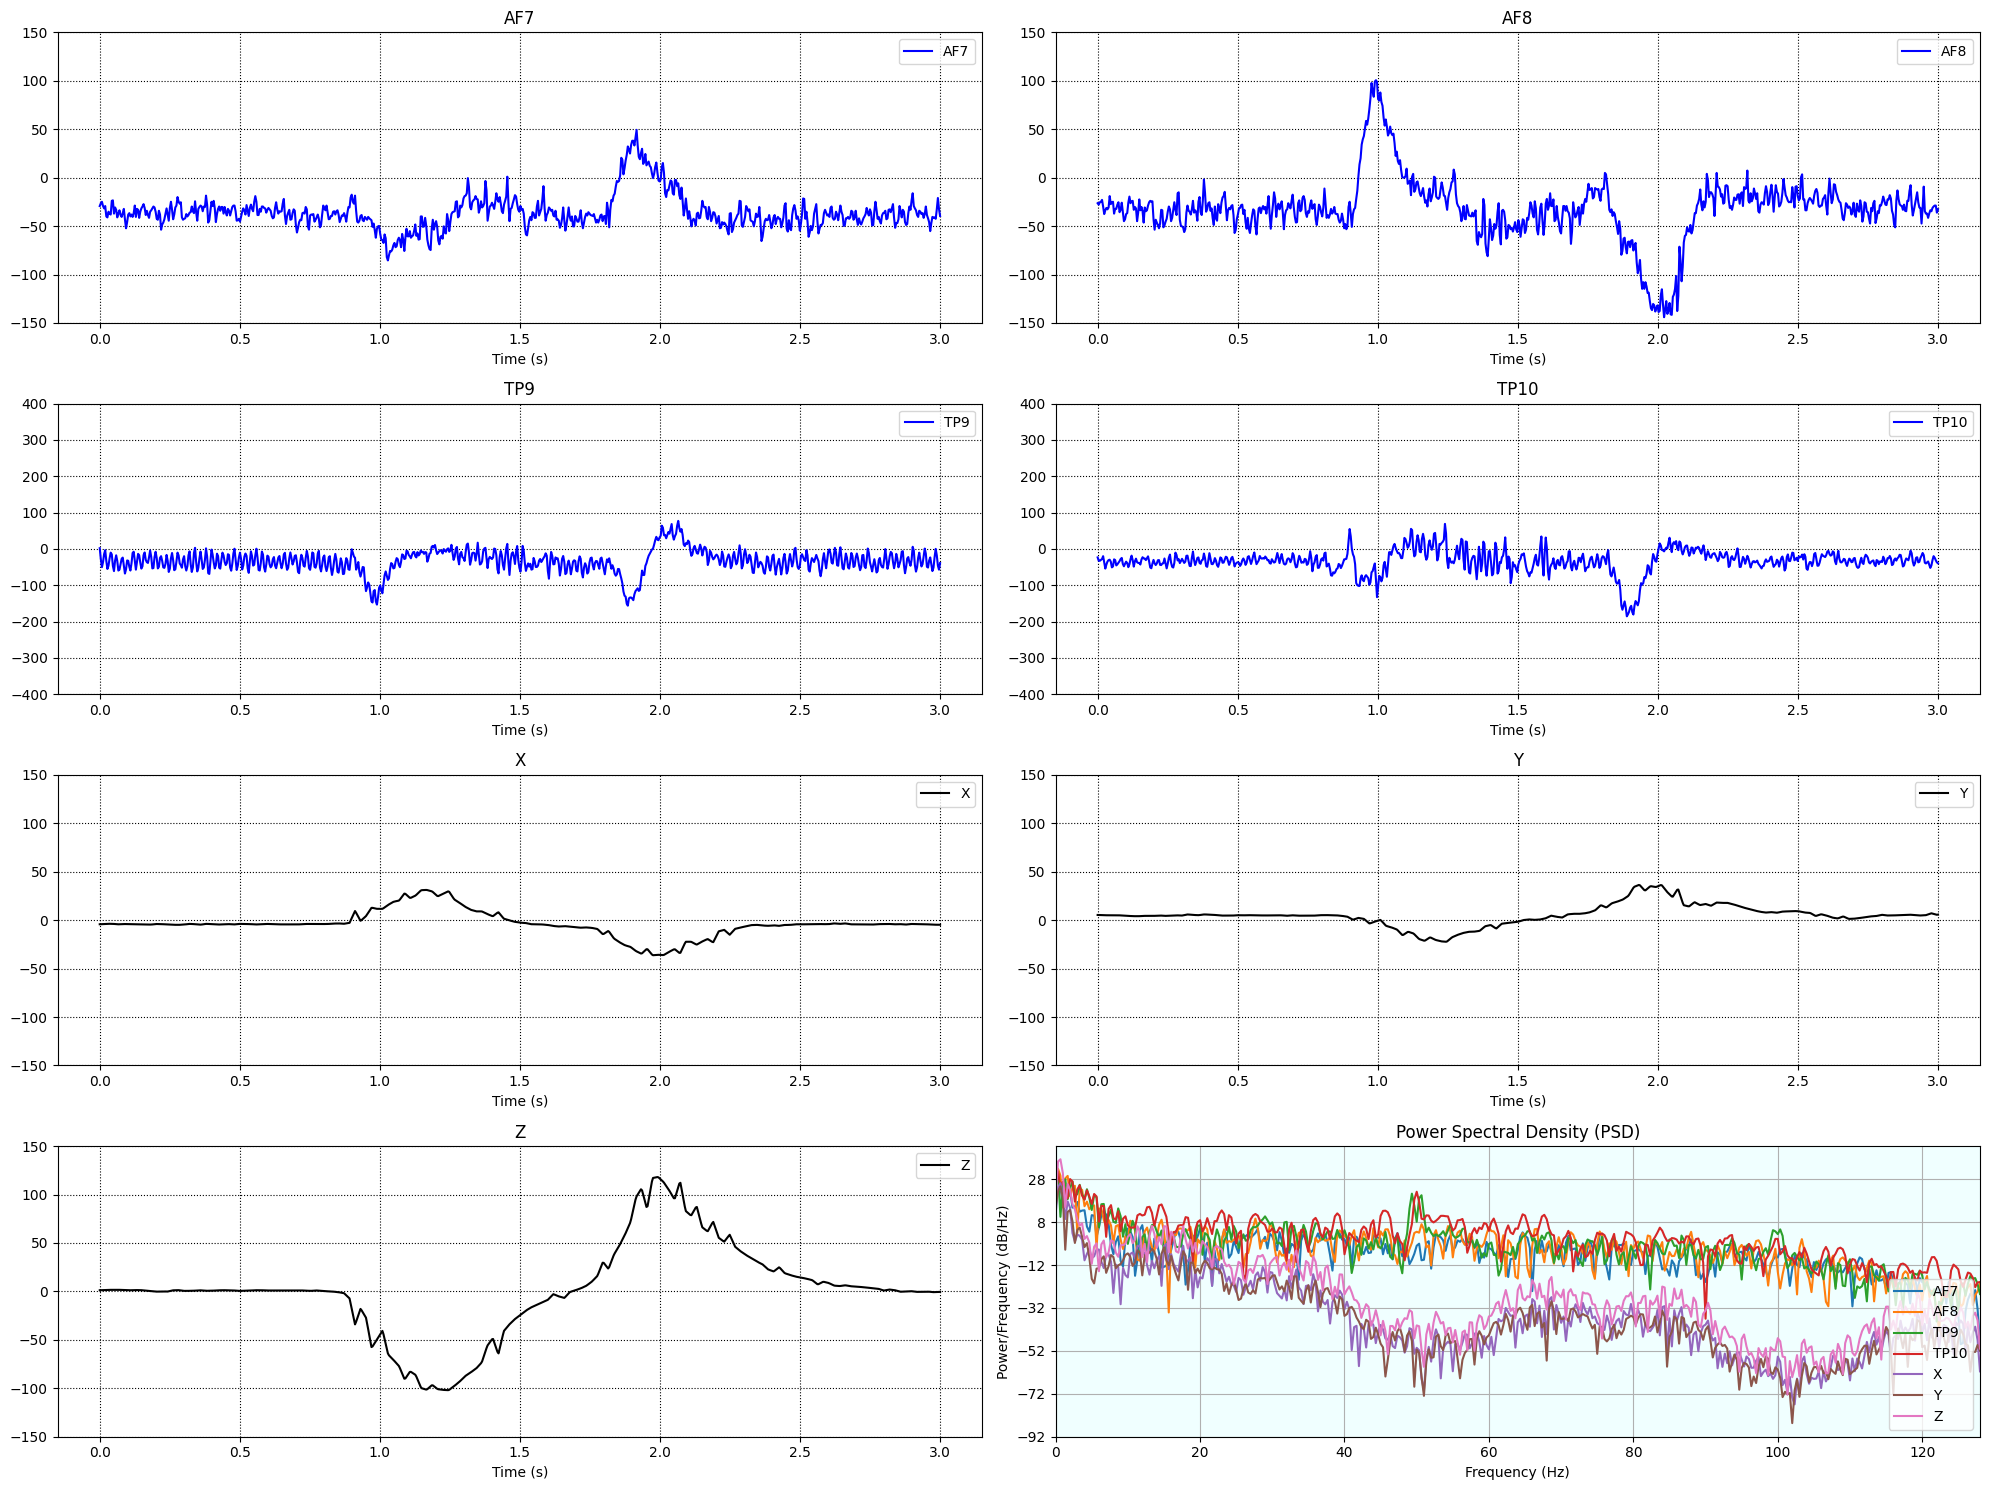 AF7
150
100
50
0
−50
−100
−150
AF7
0.0 0.5 1.0 1.5 2.0 2.5 3.0
Time (s)
AF8
150
100
50
0
−50
−100
−150
AF8
0.0 0.5 1.0 1.5 2.0 2.5 3.0
Time (s)
TP9
400
300
200
100
0
−100
−200
−300
−400
TP9
0.0 0.5 1.0 1.5 2.0 2.5 3.0
Time (s)
TP10
400
300
200
100
0
−100
−200
−300
−400
TP10
0.0 0.5 1.0 1.5 2.0 2.5 3.0
Time (s)
X
150
100
50
0
−50
−100
−150
X
0.0 0.5 1.0 1.5 2.0 2.5 3.0
Time (s)
Y
150
100
50
0
−50
−100
−150
Y
0.0 0.5 1.0 1.5 2.0 2.5 3.0
Time (s)
Z
150
100
50
0
−50
−100
−150
Z
0.0 0.5 1.0 1.5 2.0 2.5 3.0
Time (s)
Power Spectral Density (PSD)
Power/Frequency (dB/Hz)
28
8
−12
−32
−52
−72
−92
AF7
AF8
TP9
TP10
X
Y
Z
0 20 40 60 80 100 120
Frequency (Hz)